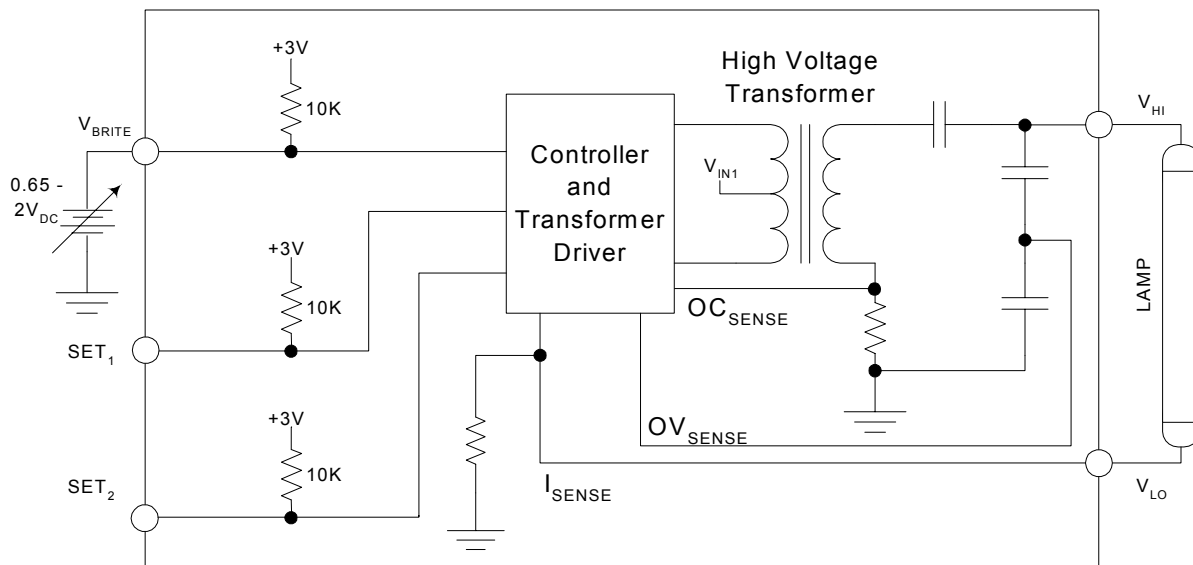 +3V
10K
V_BRITE
0.65 -
2V_DC
+3V
10K
SET_1
+3V
10K
SET_2
Controller
and
Transformer
Driver
High Voltage
Transformer
V_IN1
OC_SENSE
OV_SENSE
I_SENSE
V_HI
LAMP
V_LO